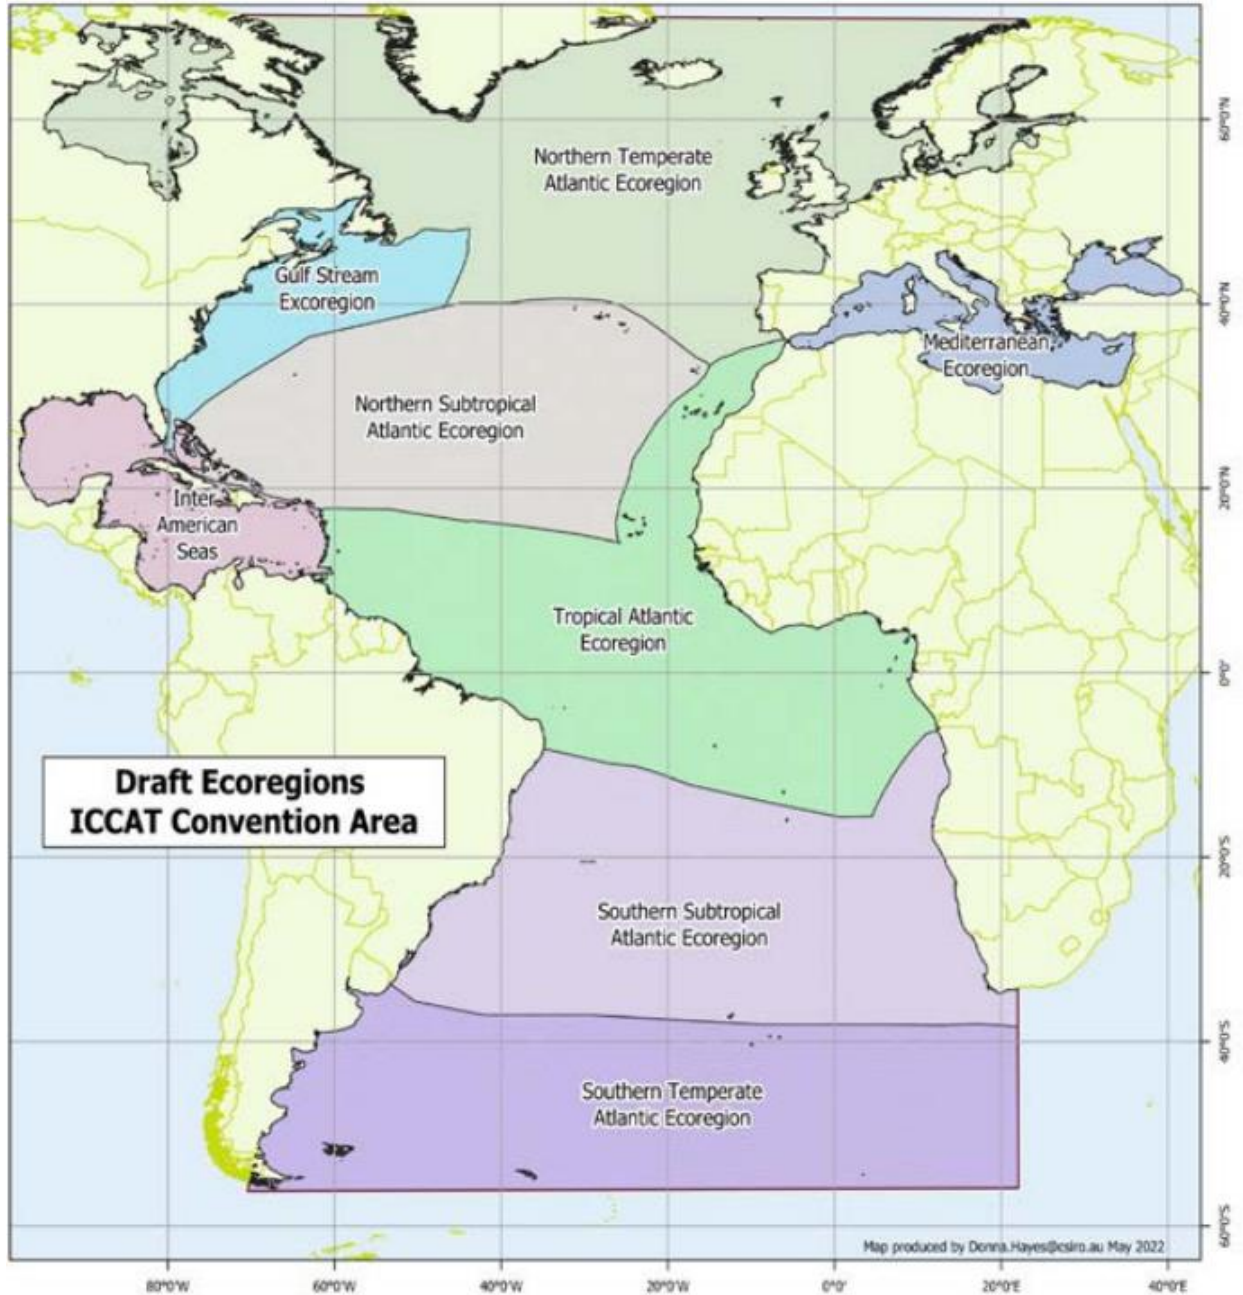 Northern Temperate
Atlantic Ecoregion
Gulf Stream
Excoregion
Mediterranean
Ecoregion
Northern Subtropical
Atlantic Ecoregion
Inter
American
Seas
Tropical Atlantic
Ecoregion
Draft Ecoregions
ICCAT Convention Area
Southern Subtropical
Atlantic Ecoregion
Southern Temperate
Atlantic Ecoregion
Map produced by Donna.Hayes@csiro.au May 2022
60°0'N
40°0'N
20°0'N
0°0'
20°0'S
40°0'S
60°0'S
80°0'W
60°0'W
40°0'W
20°0'W
0°0'
20°0'E
40°0'E